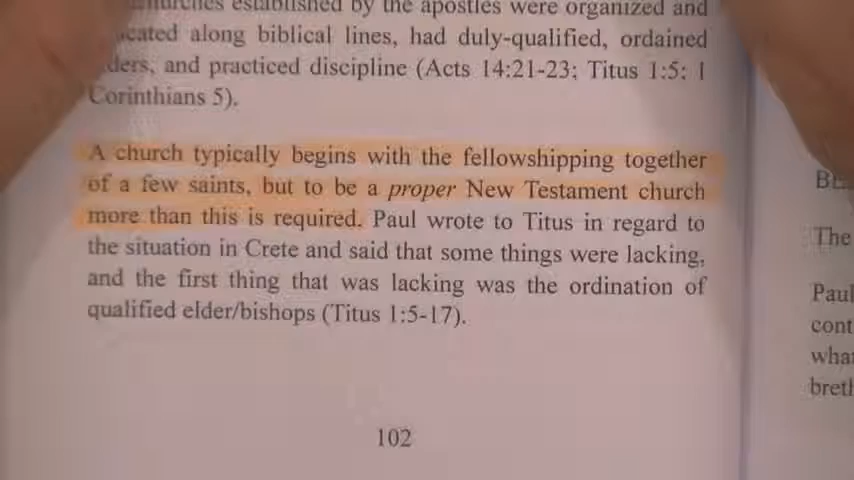 churches established by the apostles were organized and
located along biblical lines, had duly-qualified, ordained
elders, and practiced discipline (Acts 14:21-23; Titus 1:5: 1
Corinthians 5).
A church typically begins with the fellowshipping together
of a few saints, but to be a proper New Testament church
more than this is required. Paul wrote to Titus in regard to
the situation in Crete and said that some things were lacking,
and the first thing that was lacking was the ordination of
qualified elder/bishops (Titus 1:5-17).
102
The
Paul